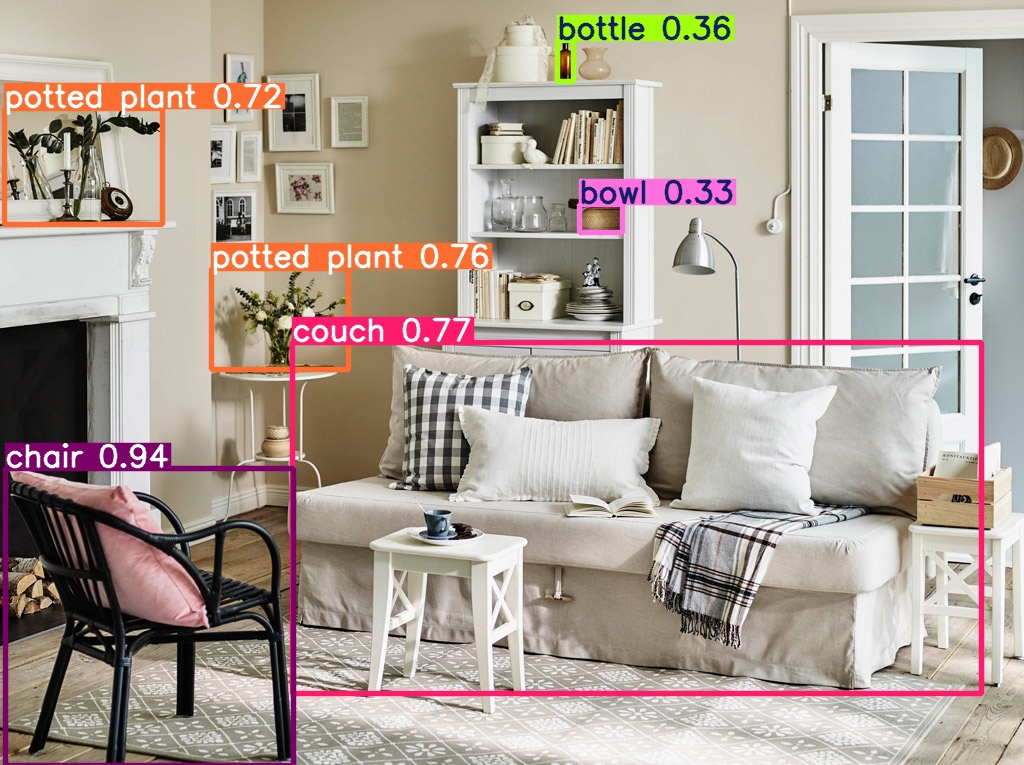 bottle 0.36
potted plant 0.72
bowl 0.33
potted plant 0.76
couch 0.77
chair 0.94